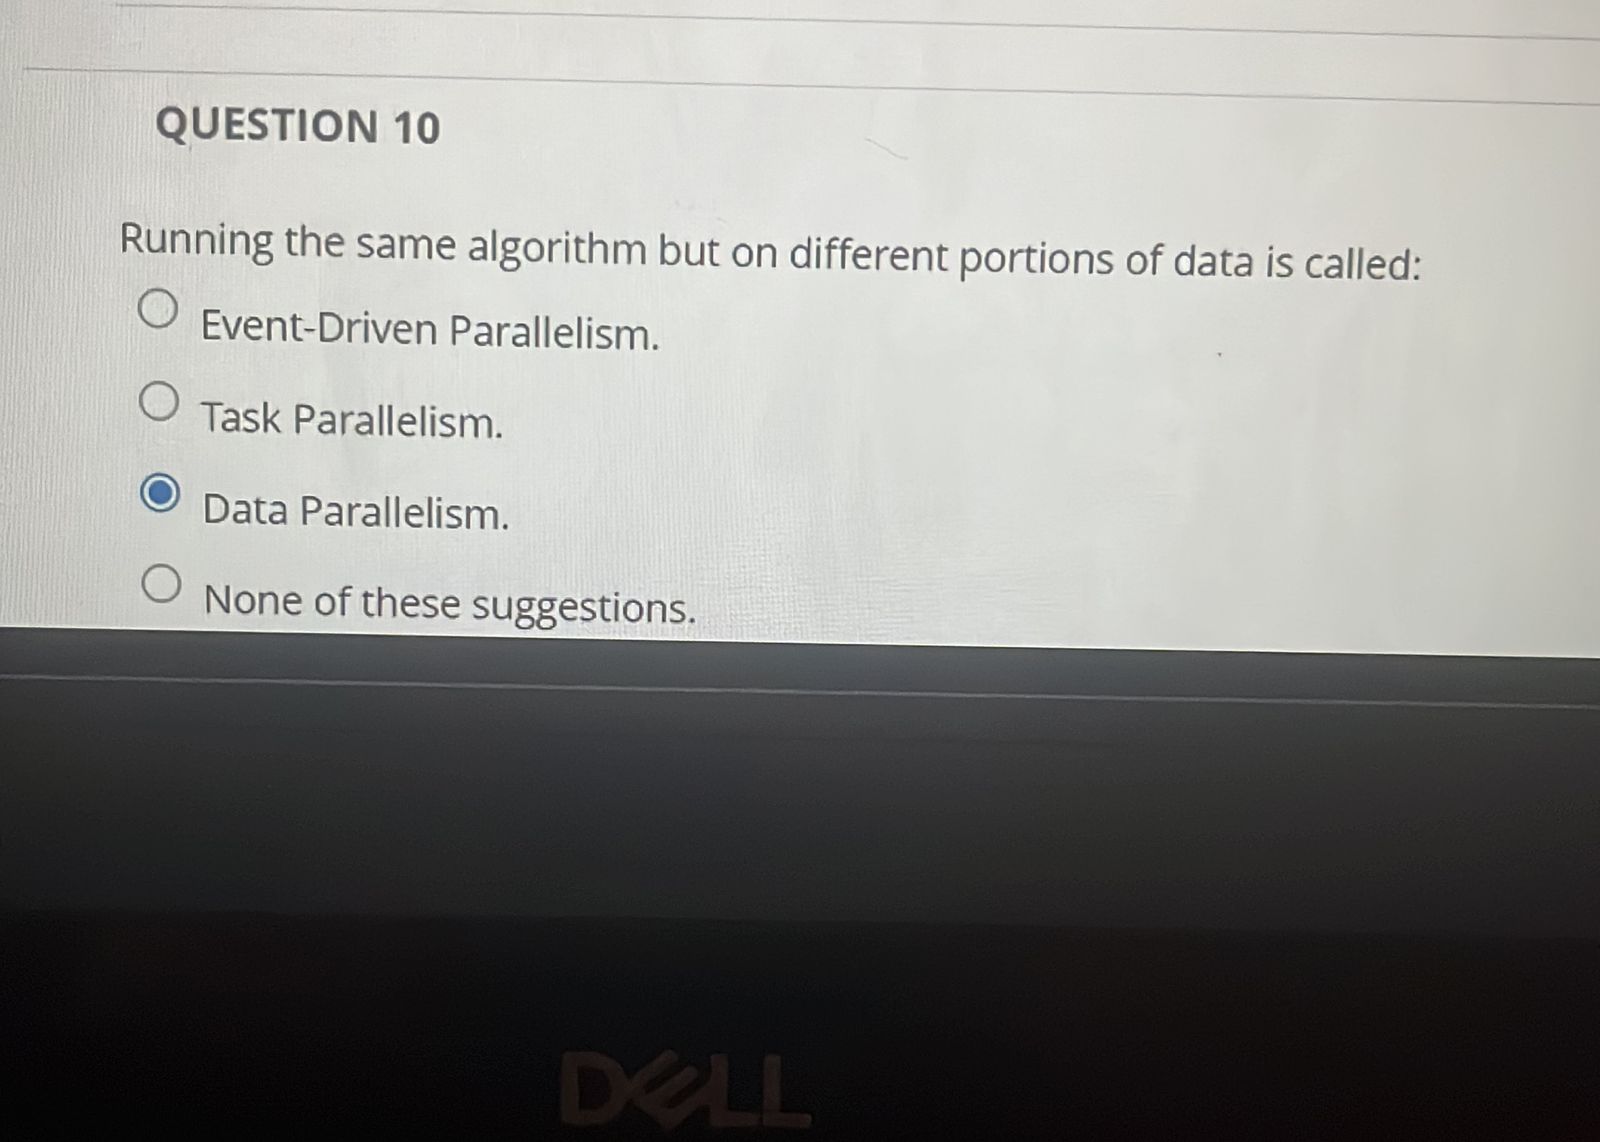 QUESTION 10
Running the same algorithm but on different portions of data is called:
Event-Driven Parallelism.
Task Parallelism.
Data Parallelism.
None of these suggestions.
DELL